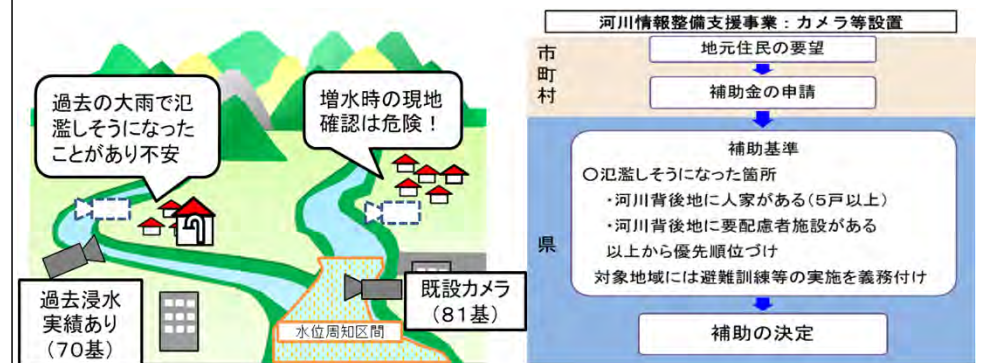 過去の大雨で氾
濫しそうになった
ことがあり不安
増水時の現地
確認は危険！
過去浸水
実績あり
（70基）
水位周知区間
既設カメラ
（81基）
河川情報整備支援事業：カメラ等設置
市町村
地元住民の要望
補助金の申請
県
補助基準
〇氾濫しそうになった箇所
・河川背後地に人家がある（5戸以上）
・河川背後地に要配慮者施設がある
以上から優先順位づけ
対象地域には避難訓練等の実施を義務付け
補助の決定